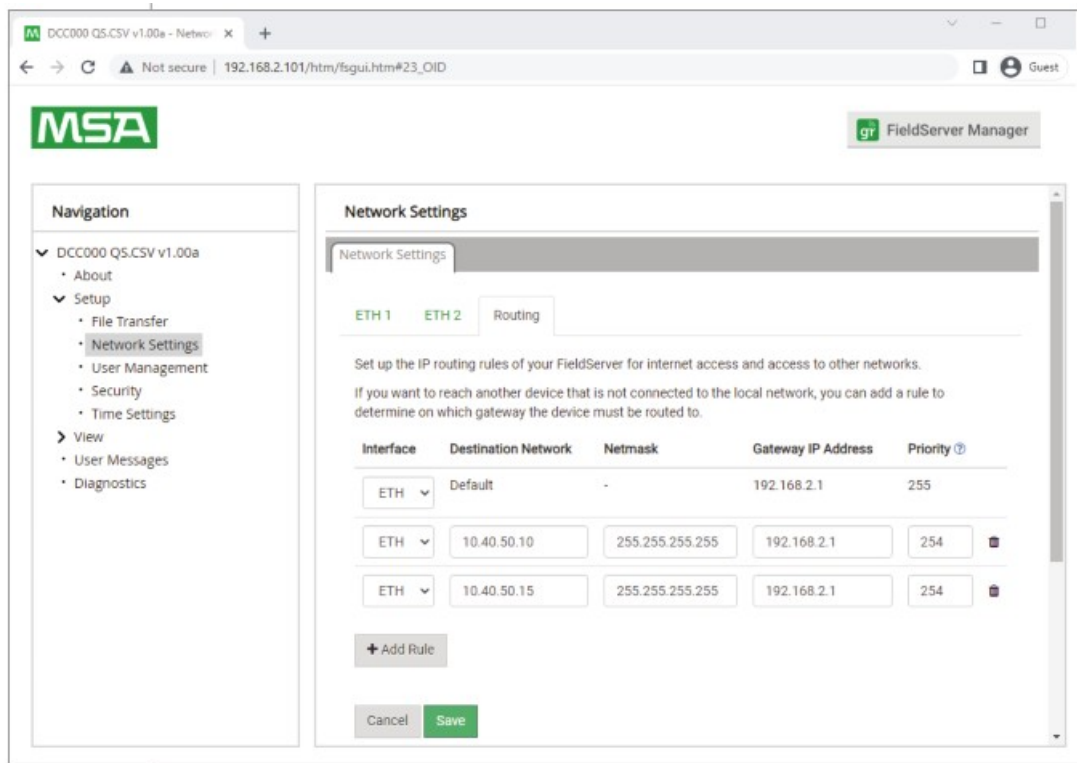 DCC000 QS.CSV v1.00a - Networ
Not secure | 192.168.2.101/htm/fsgui.htm#23_OID
Guest
MSA
FieldServer Manager
Navigation
DCC000 QS.CSV v1.00a
About
Setup
File Transfer
Network Settings
User Management
Security
Time Settings
View
User Messages
Diagnostics
Network Settings
Network Settings
ETH 1 ETH 2 Routing
Set up the IP routing rules of your FieldServer for internet access and access to other networks.
If you want to reach another device that is not connected to the local network, you can add a rule to
determine on which gateway the device must be routed to.
Interface Destination Network Netmask Gateway IP Address Priority ?
ETH Default - 192.168.2.1 255
ETH 10.40.50.10 255.255.255.255 192.168.2.1 254
ETH 10.40.50.15 255.255.255.255 192.168.2.1 254
+ Add Rule
Cancel Save